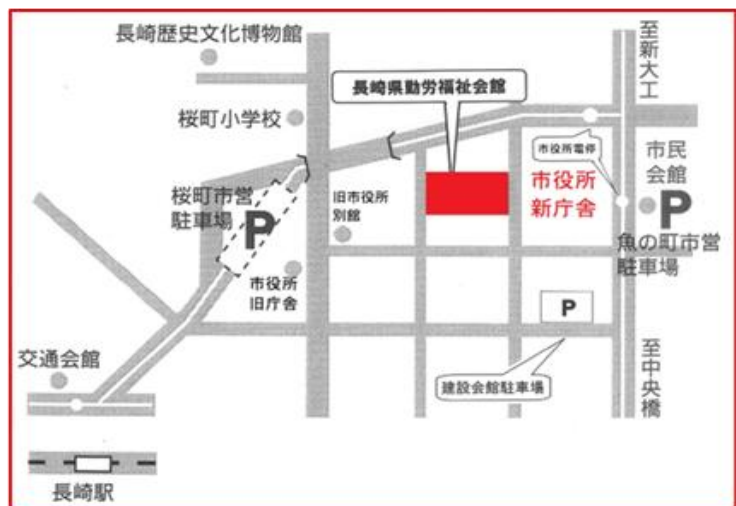 長崎歴史文化博物館
至新大工
長崎県勤労福祉会館
桜町小学校
市役所電停
市民
会館
P
桜町市営
駐車場
P
旧市役所
別館
市役所
新庁舎
魚の町市営
駐車場
市役所
旧庁舎
P
交通会館
建設会館駐車場
至中央橋
長崎駅